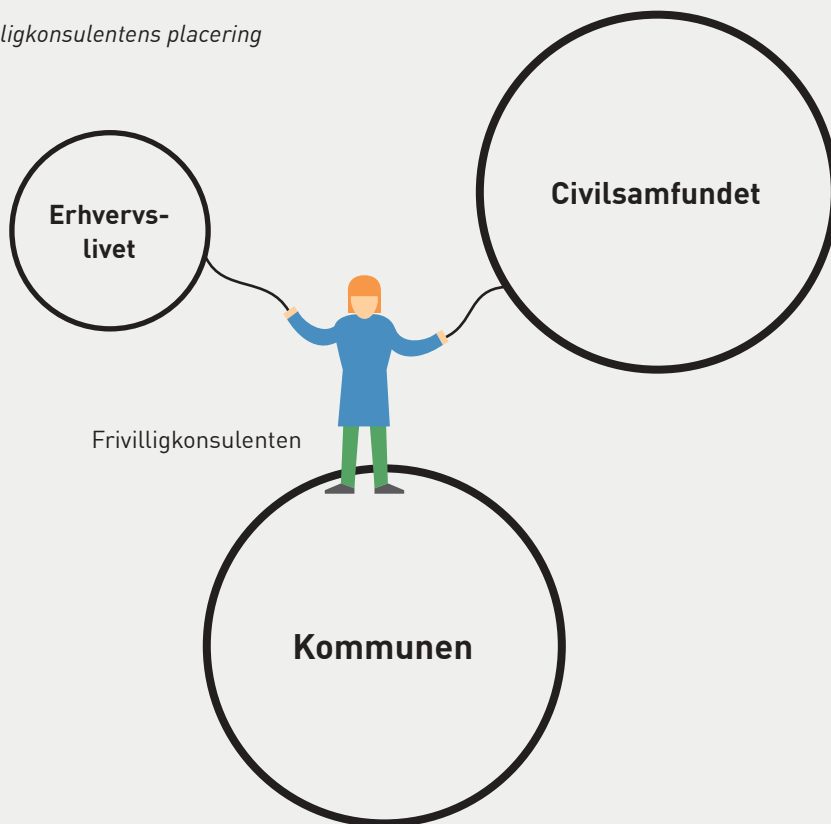 ligkonsulentens placering
Erhvervs-
livet
Civilsamfundet
Frivilligkonsulenten
Kommunen